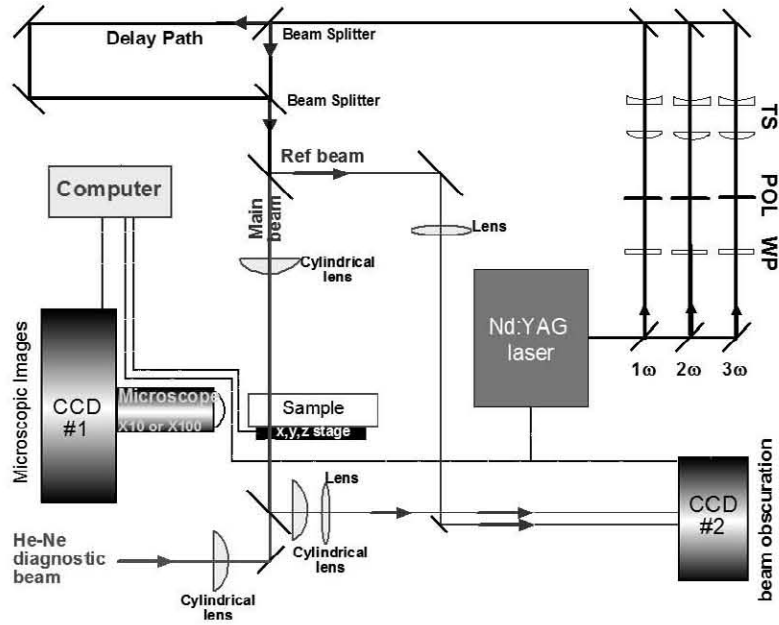 Delay Path
Beam Splitter
Beam Splitter
TS
POL
WP
Ref beam
Computer
Main
beam
Lens
Cylindrical
lens
Nd:YAG
laser
1ω
2ω
3ω
Microscopic Images
CCD
#1
Microscope
X10 or X100
Sample
x,y,z stage
Lens
CCD
#2
beam obscuration
He-Ne
diagnostic
beam
Cylindrical
lens
Cylindrical
lens